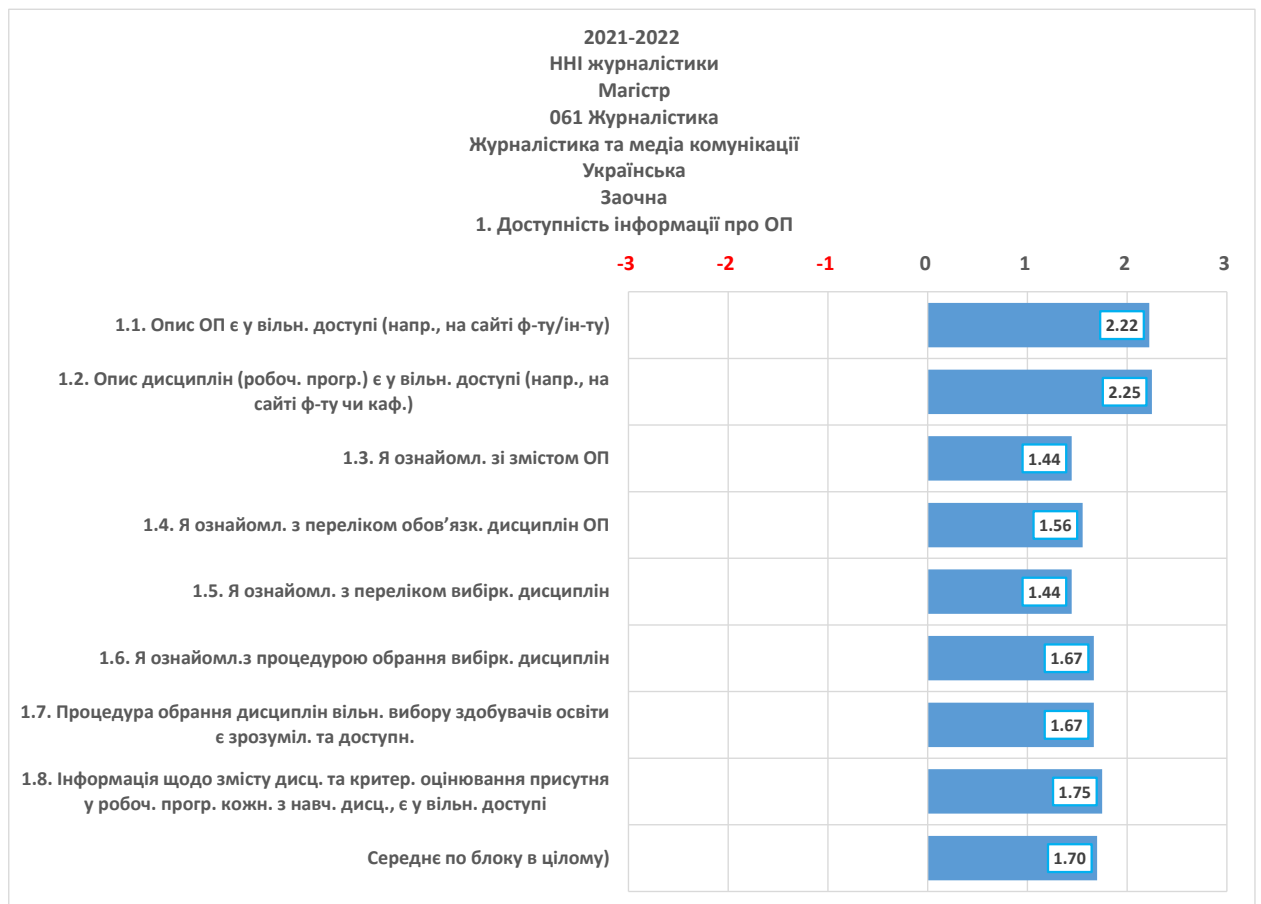 2021-2022
ННІ журналістики
Магістр
061 Журналістика
Журналістика та медіа комунікації
Українська
Заочна
1. Доступність інформації про ОП
-3 -2 -1 0 1 2 3
1.1. Опис ОП є у вільн. доступі (напр., на сайті ф-ту/ін-ту)
2.22
1.2. Опис дисциплін (робоч. прогр.) є у вільн. доступі (напр., на
сайті ф-ту чи каф.)
2.25
1.3. Я ознайомл. зі змістом ОП
1.44
1.4. Я ознайомл. з переліком обов’язк. дисциплін ОП
1.56
1.5. Я ознайомл. з переліком вибірк. дисциплін
1.44
1.6. Я ознайомл.з процедурою обрання вибірк. дисциплін
1.67
1.7. Процедура обрання дисциплін вільн. вибору здобувачів освіти
є зрозуміл. та доступн.
1.67
1.8. Інформація щодо змісту дисц. та критер. оцінювання присутня
у робоч. прогр. кожн. з навч. дисц., є у вільн. доступі
1.75
Середнє по блоку в цілому)
1.70